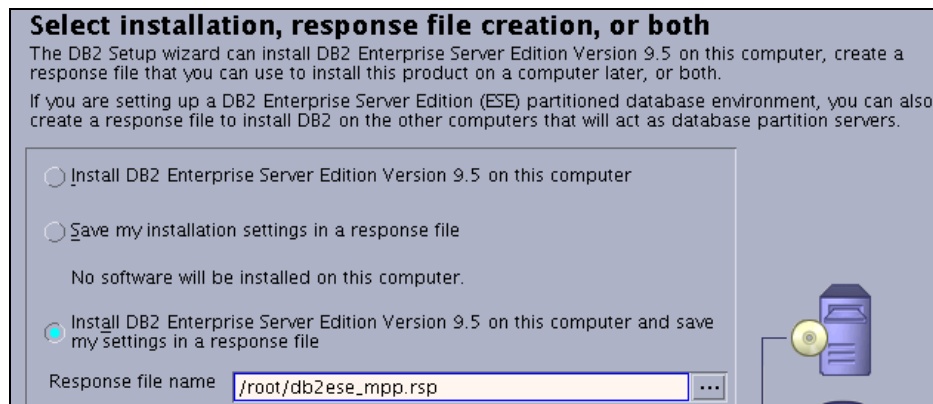 Select installation, response file creation, or both
The DB2 Setup wizard can install DB2 Enterprise Server Edition Version 9.5 on this computer, create a
response file that you can use to install this product on a computer later, or both.
If you are setting up a DB2 Enterprise Server Edition (ESE) partitioned database environment, you can also
create a response file to install DB2 on the other computers that will act as database partition servers.
Install DB2 Enterprise Server Edition Version 9.5 on this computer
Save my installation settings in a response file
No software will be installed on this computer.
Install DB2 Enterprise Server Edition Version 9.5 on this computer and save
my settings in a response file
Response file name /root/db2ese_mpp.rsp ...